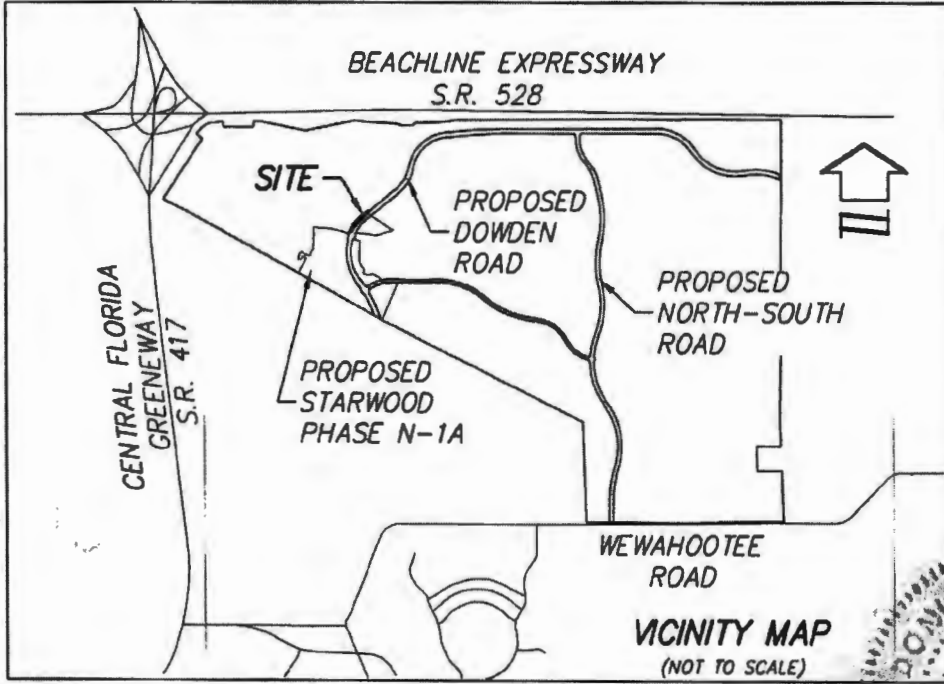 BEACHLINE EXPRESSWAY
S.R. 528
SITE
PROPOSED
DOWDEN
ROAD
PROPOSED
NORTH-SOUTH
ROAD
CENTRAL FLORIDA
GREENEWAY
S.R. 417
PROPOSED
STARWOOD
PHASE N-1A
WEWAHOOTEE
ROAD
VICINITY MAP
(NOT TO SCALE)